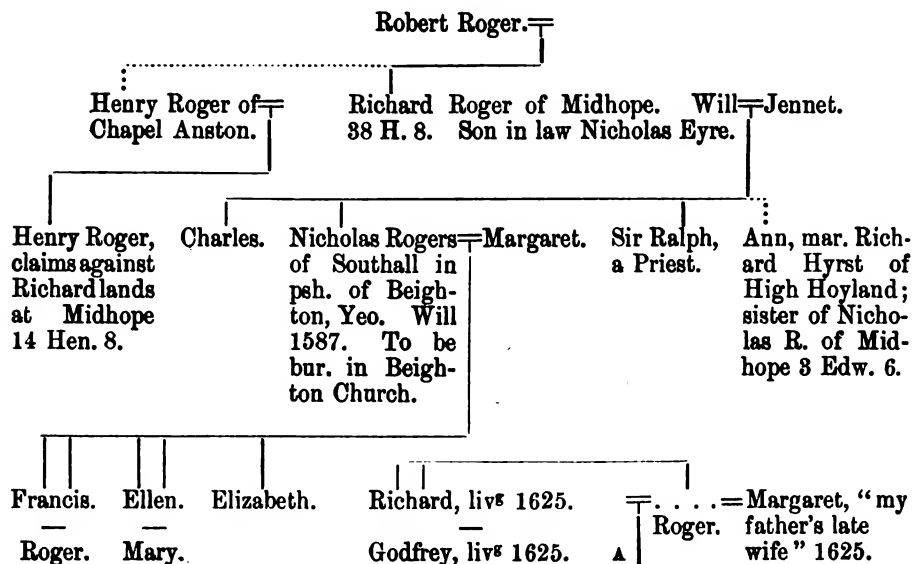 Robert Roger.
Henry Roger of
Chapel Anston.
Richard Roger of Midhope. Will = Jennet.
38 H. 8. Son in law Nicholas Eyre.
Henry Roger,
claims against
Richard lands
at Midhope
14 Hen. 8.
Charles.
Nicholas Rogers = Margaret.
of Southall in
psh. of Beigh-
ton, Yeo. Will
1587. To be
bur. in Beigh-
ton Church.
Sir Ralph,
a Priest.
Ann, mar. Rich-
ard Hyrst of
High Hoyland;
sister of Nicho-
las R. of Mid-
hope 3 Edw. 6.
Francis.
Roger.
Ellen.
Mary.
Elizabeth.
Richard, livg 1625.
Godfrey, livg 1625.
. . . . =
Roger.
Margaret, "my
father's late
wife" 1625.
A